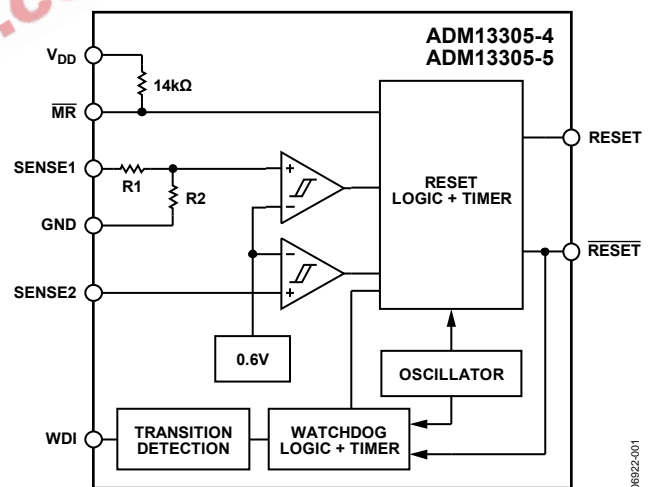 ADM13305-4
ADM13305-5
VDD
14kΩ
MR
SENSE1
R1
R2
GND
SENSE2
+
−
−
+
RESET
LOGIC + TIMER
RESET
RESET
0.6V
OSCILLATOR
WDI
TRANSITION
DETECTION
WATCHDOG
LOGIC + TIMER
06922-001
.co